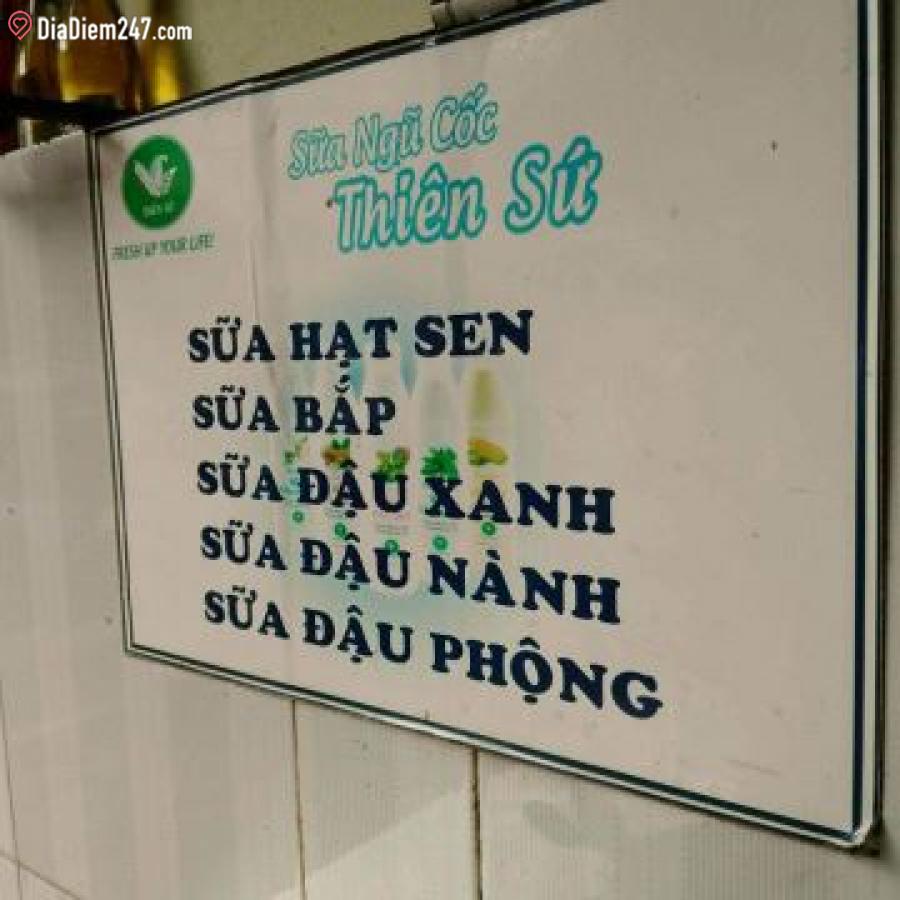 DiaDiem247.com
Sữa Ngũ Cốc
Thiên Sứ
FRESH UP YOUR LIFE!
SỮA HẠT SEN
SỮA BẮP
SỮA ĐẬU XANH
SỮA ĐẬU NÀNH
SỮA ĐẬU PHỘNG